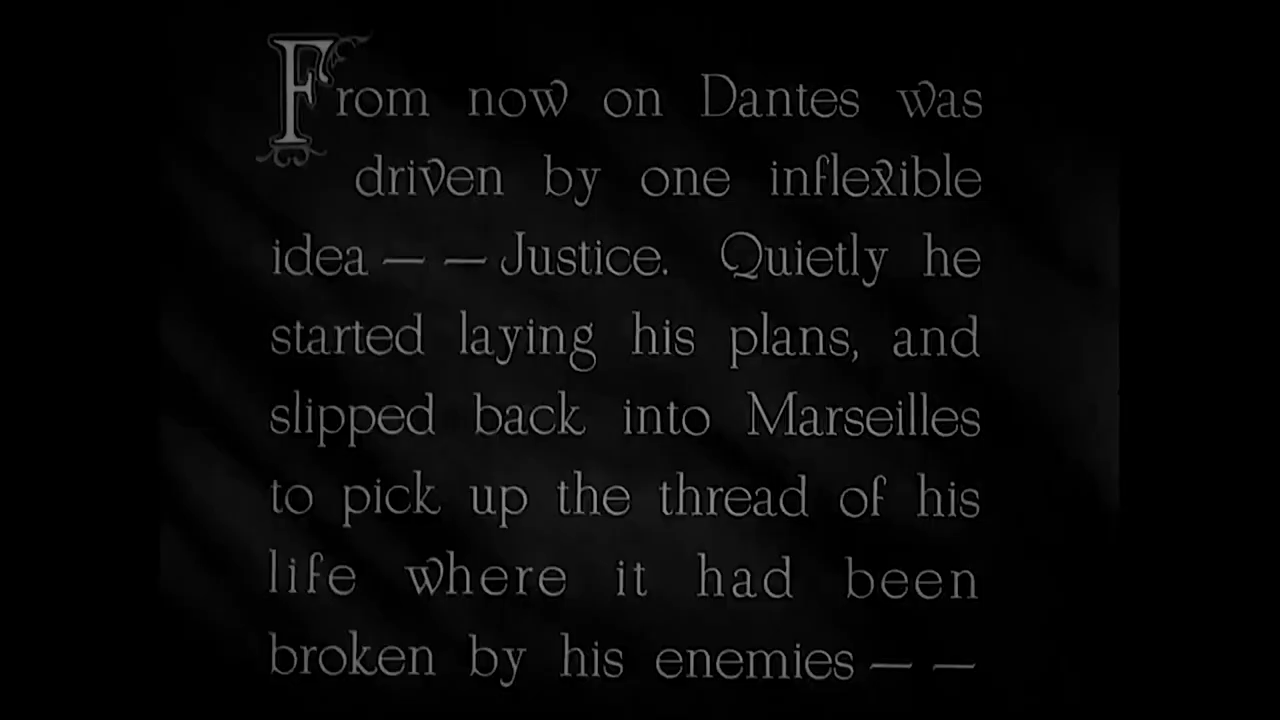 From now on Dantes was
driven by one inflexible
idea — — Justice. Quietly he
started laying his plans, and
slipped back into Marseilles
to pick up the thread of his
life where it had been
broken by his enemies — —